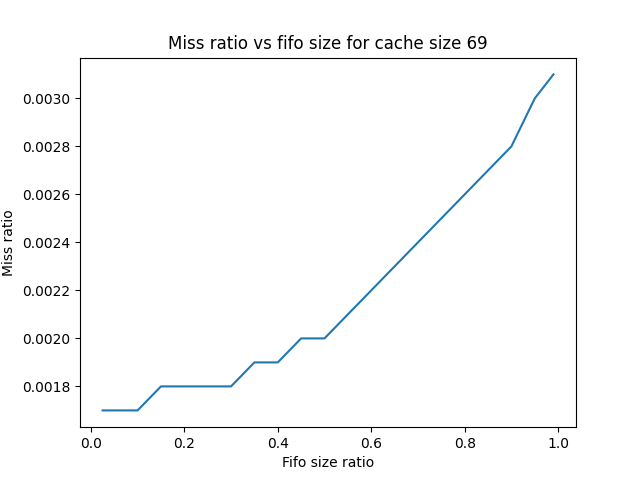 Miss ratio vs fifo size for cache size 69
Miss ratio
0.0030
0.0028
0.0026
0.0024
0.0022
0.0020
0.0018
0.0 0.2 0.4 0.6 0.8 1.0
Fifo size ratio